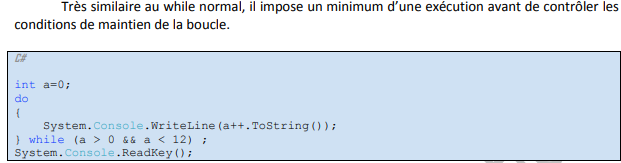 Très similaire au while normal, il impose un minimum d’une exécution avant de contrôler les
conditions de maintien de la boucle.
C#
int a=0;
do
{
System.Console.WriteLine(a++.ToString());
} while (a > 0 && a < 12) ;
System.Console.ReadKey();